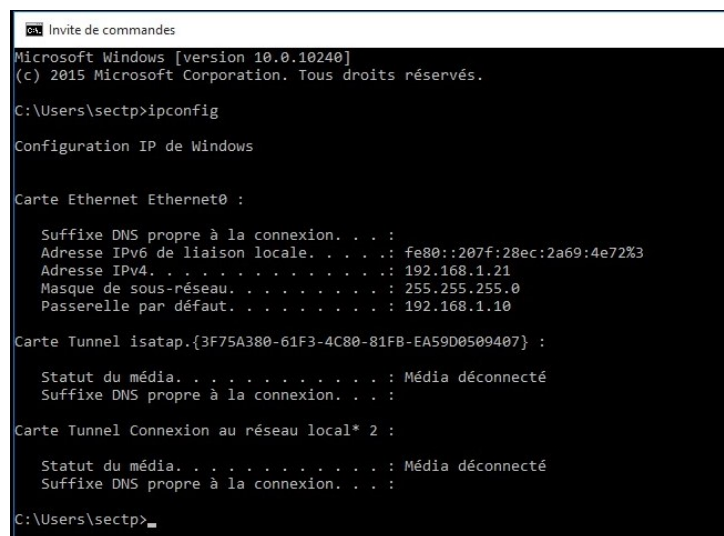 Invite de commandes
Microsoft Windows [version 10.0.10240]
(c) 2015 Microsoft Corporation. Tous droits réservés.
C:\Users\sectp>ipconfig
Configuration IP de Windows
Carte Ethernet Ethernet0 :
Suffixe DNS propre à la connexion. . . :
Adresse IPv6 de liaison locale. . . . .: fe80::207f:28ec:2a69:4e72%3
Adresse IPv4. . . . . . . . . . . . . .: 192.168.1.21
Masque de sous-réseau. . . . . . . . . : 255.255.255.0
Passerelle par défaut. . . . . . . . . : 192.168.1.10
Carte Tunnel isatap.{3F75A380-61F3-4C80-81FB-EA59D0509407} :
Statut du média. . . . . . . . . . . . : Média déconnecté
Suffixe DNS propre à la connexion. . . :
Carte Tunnel Connexion au réseau local* 2 :
Statut du média. . . . . . . . . . . . : Média déconnecté
Suffixe DNS propre à la connexion. . . :
C:\Users\sectp>